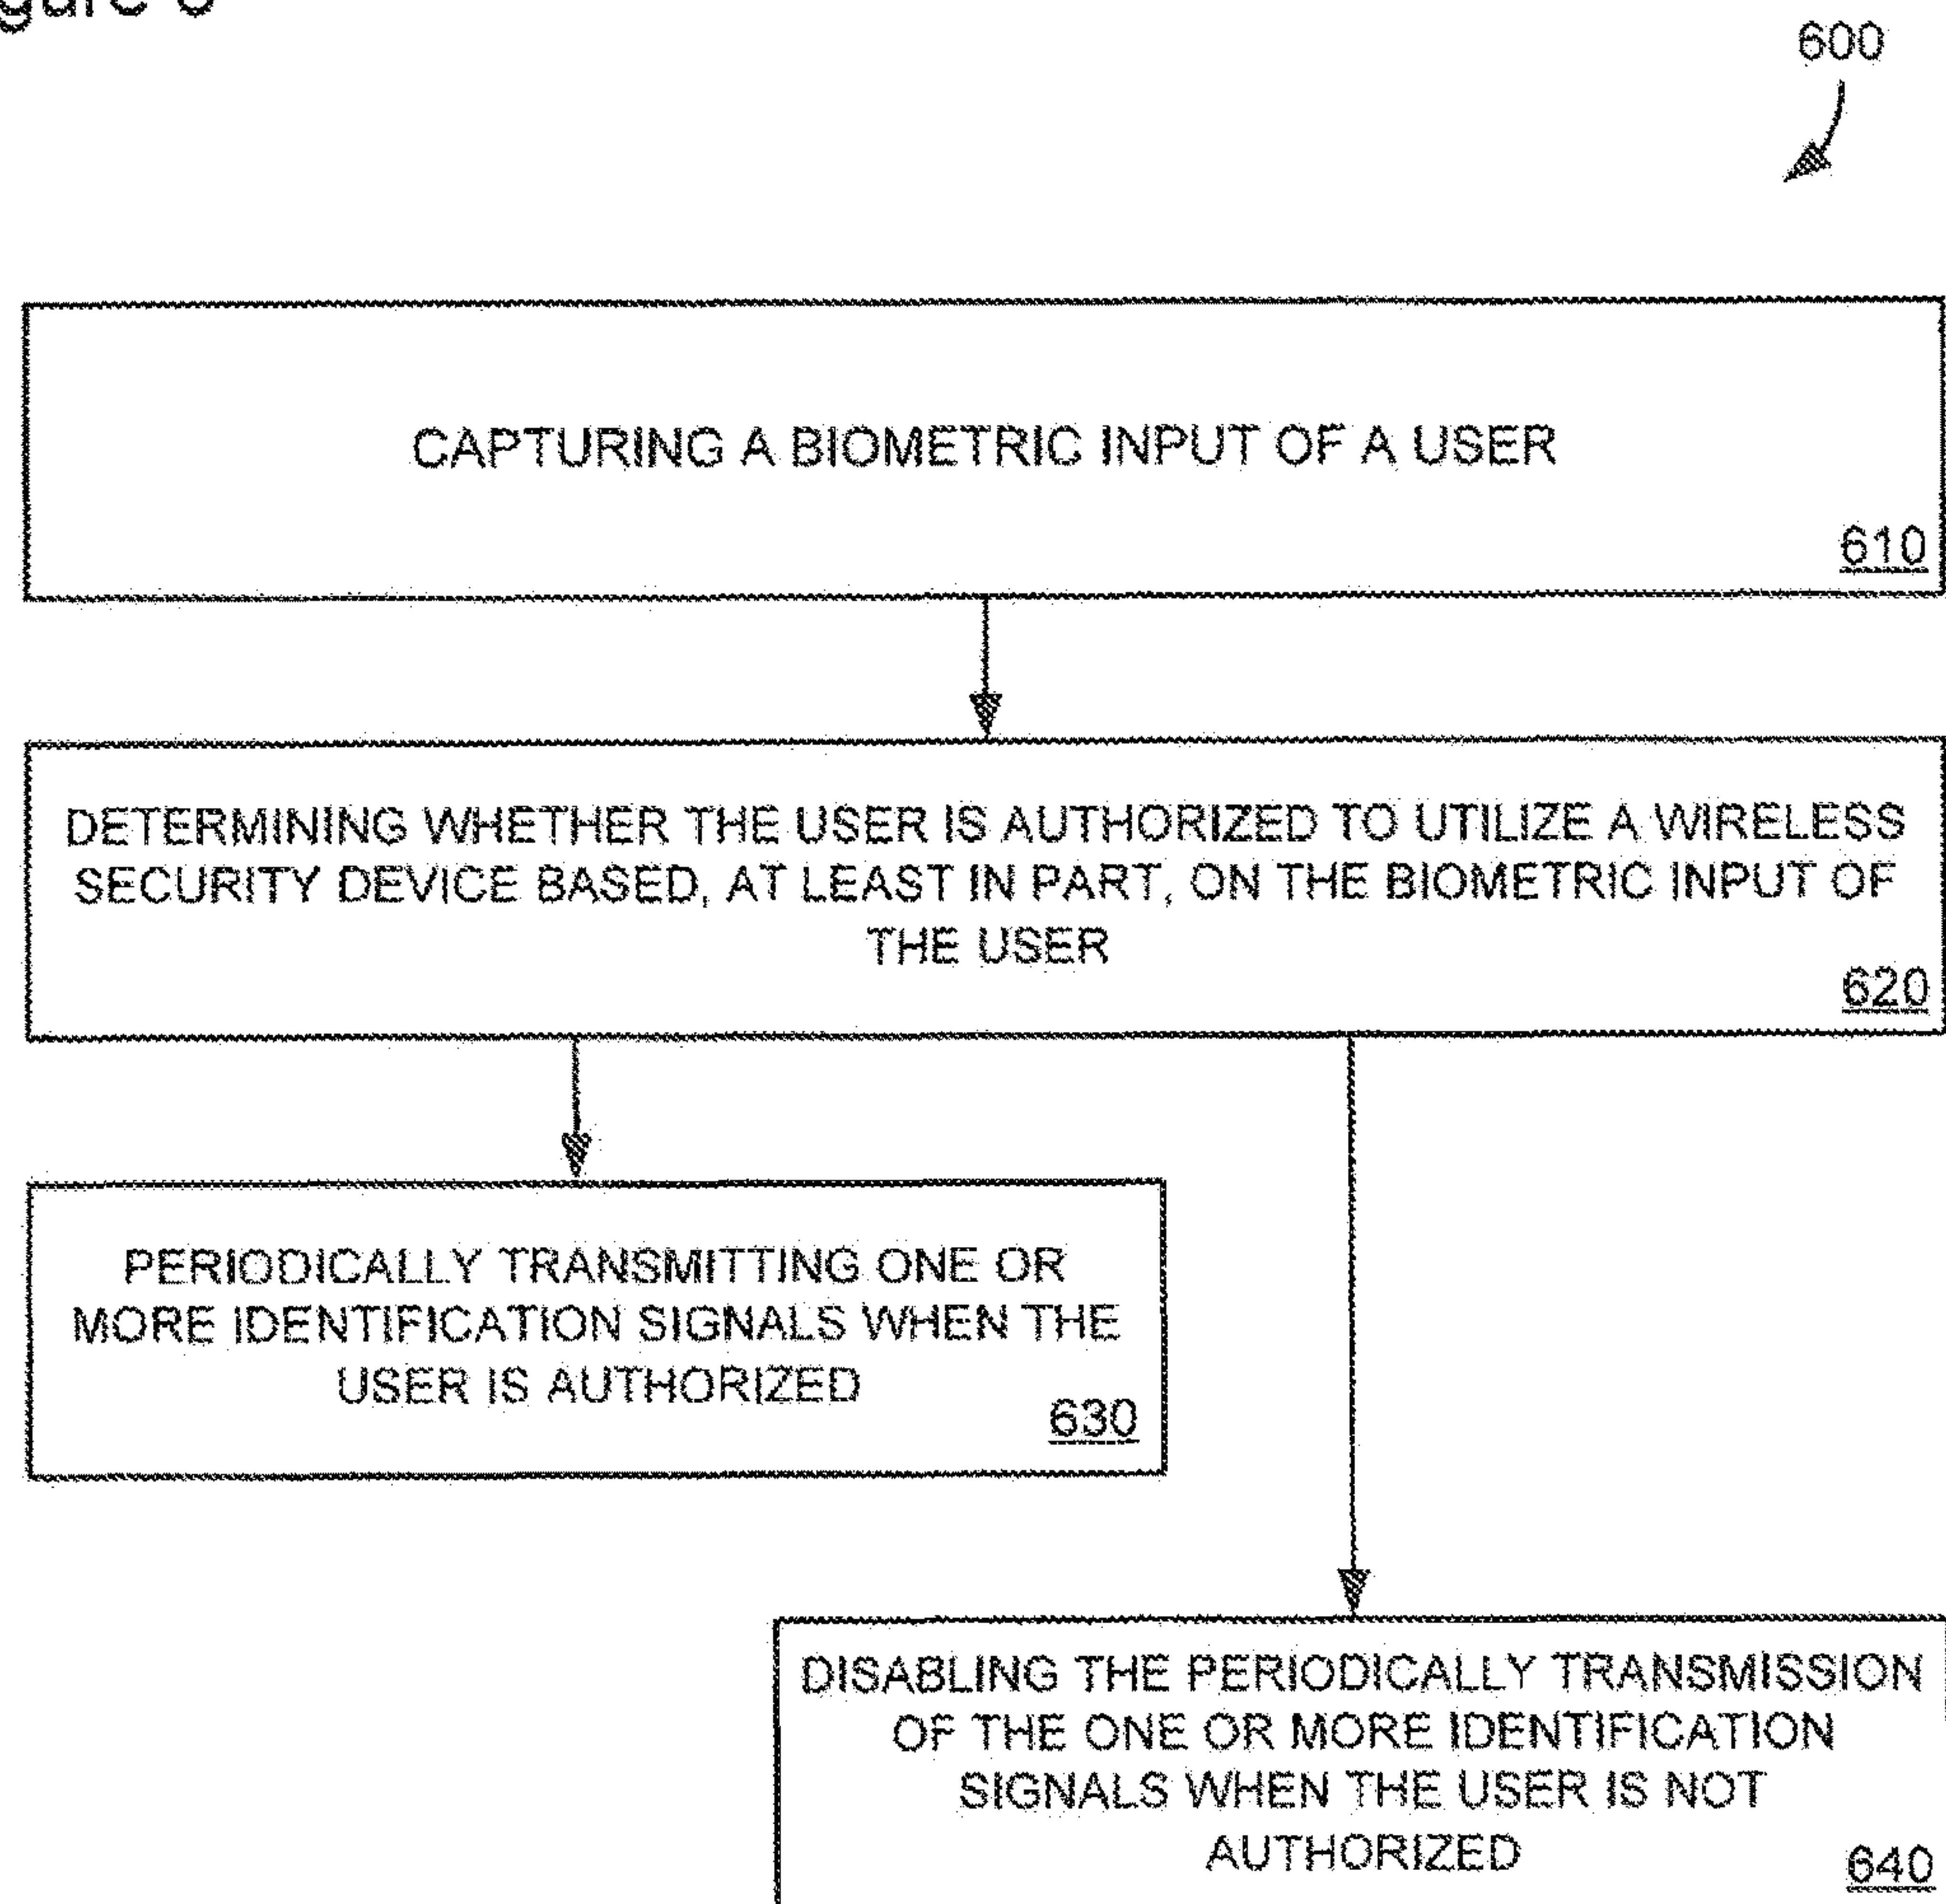 600
CAPTURING A BIOMETRIC INPUT OF A USER
610
DETERMINING WHETHER THE USER IS AUTHORIZED TO UTILIZE A WIRELESS
SECURITY DEVICE BASED, AT LEAST IN PART, ON THE BIOMETRIC INPUT OF
THE USER
620
PERIODICALLY TRANSMITTING ONE OR
MORE IDENTIFICATION SIGNALS WHEN THE
USER IS AUTHORIZED
630
DISABLING THE PERIODICALLY TRANSMISSION
OF THE ONE OR MORE IDENTIFICATION
SIGNALS WHEN THE USER IS NOT
AUTHORIZED
640